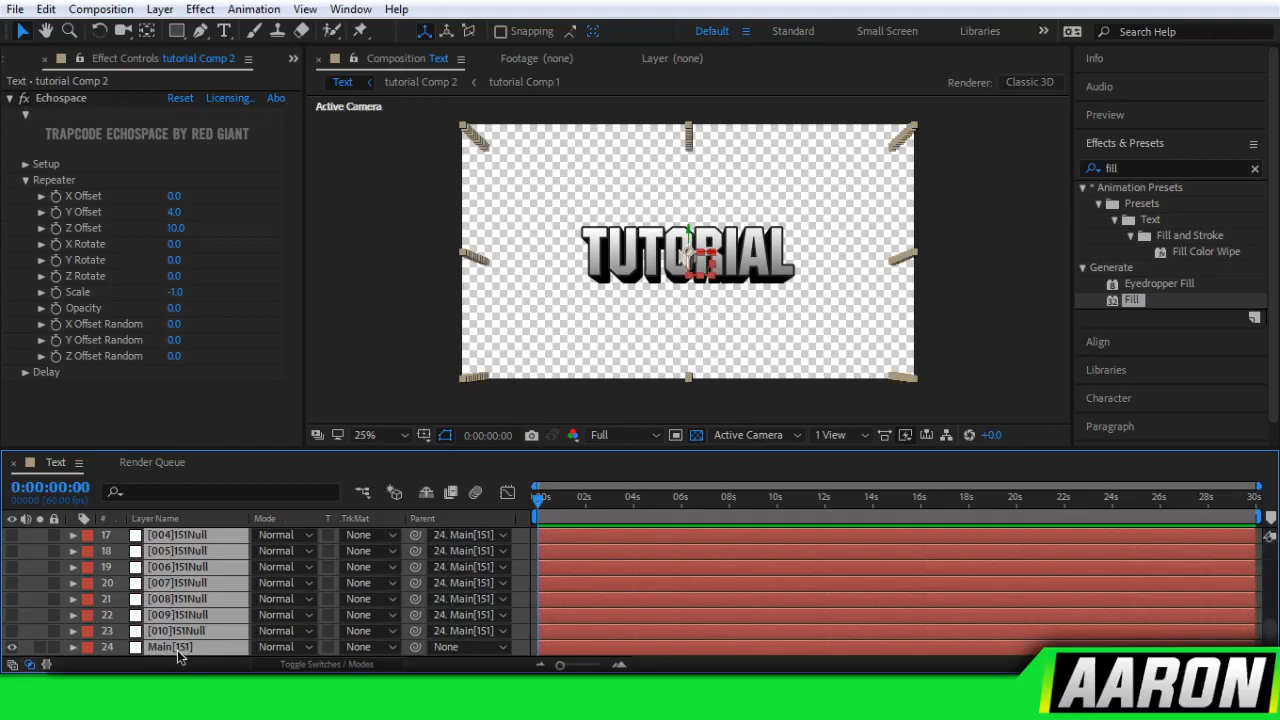 File Edit Composition Layer Effect Animation View Window Help
Snapping Default Standard Small Screen Libraries Search Help
Effect Controls tutorial Comp 2 Composition Text Footage (none) Layer (none) Info
Text • tutorial Comp 2 Text tutorial Comp 2 tutorial Comp 1 Renderer: Classic 3D Audio
fx Echospace Reset Licensing... Abo Active Camera Preview
TRAPCODE ECHOSPACE BY RED GIANT Effects & Presets
Setup fill
Repeater * Animation Presets
X Offset 0.0 Presets
Y Offset 4.0 Text
Z Offset 10.0 Fill and Stroke
X Rotate 0.0 Fill Color Wipe
Y Rotate 0.0 TUTORIAL Generate
Z Rotate 0.0 Eyedropper Fill
Scale -1.0 Fill
Opacity 0.0
X Offset Random 0.0
Y Offset Random 0.0 Align
Z Offset Random 0.0 Libraries
Delay Character
Paragraph
25% 0:00:00:00 Full Active Camera 1 View +0.0
Text Render Queue
0:00:00:00
00000 (60.00 fps) 00s 02s 04s 06s 08s 10s 12s 14s 16s 18s 20s 22s 24s 26s 28s 30s
# Layer Name Mode T .TrkMat Parent
17 [004]151Null Normal None 24. Main[151]
18 [005]151Null Normal None 24. Main[151]
19 [006]151Null Normal None 24. Main[151]
20 [007]151Null Normal None 24. Main[151]
21 [008]151Null Normal None 24. Main[151]
22 [009]151Null Normal None 24. Main[151]
23 [010]151Null Normal None 24. Main[151]
24 Main[151] Normal None None
Toggle Switches / Modes
AARON